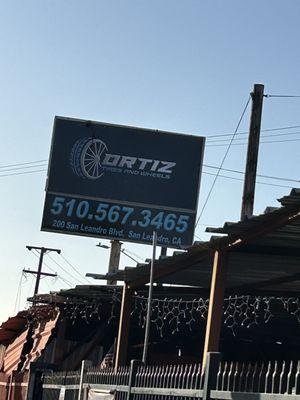 ORTIZ
TIRES AND WHEELS
510.567.3465
200 San Leandro Blvd. San Leandro, CA